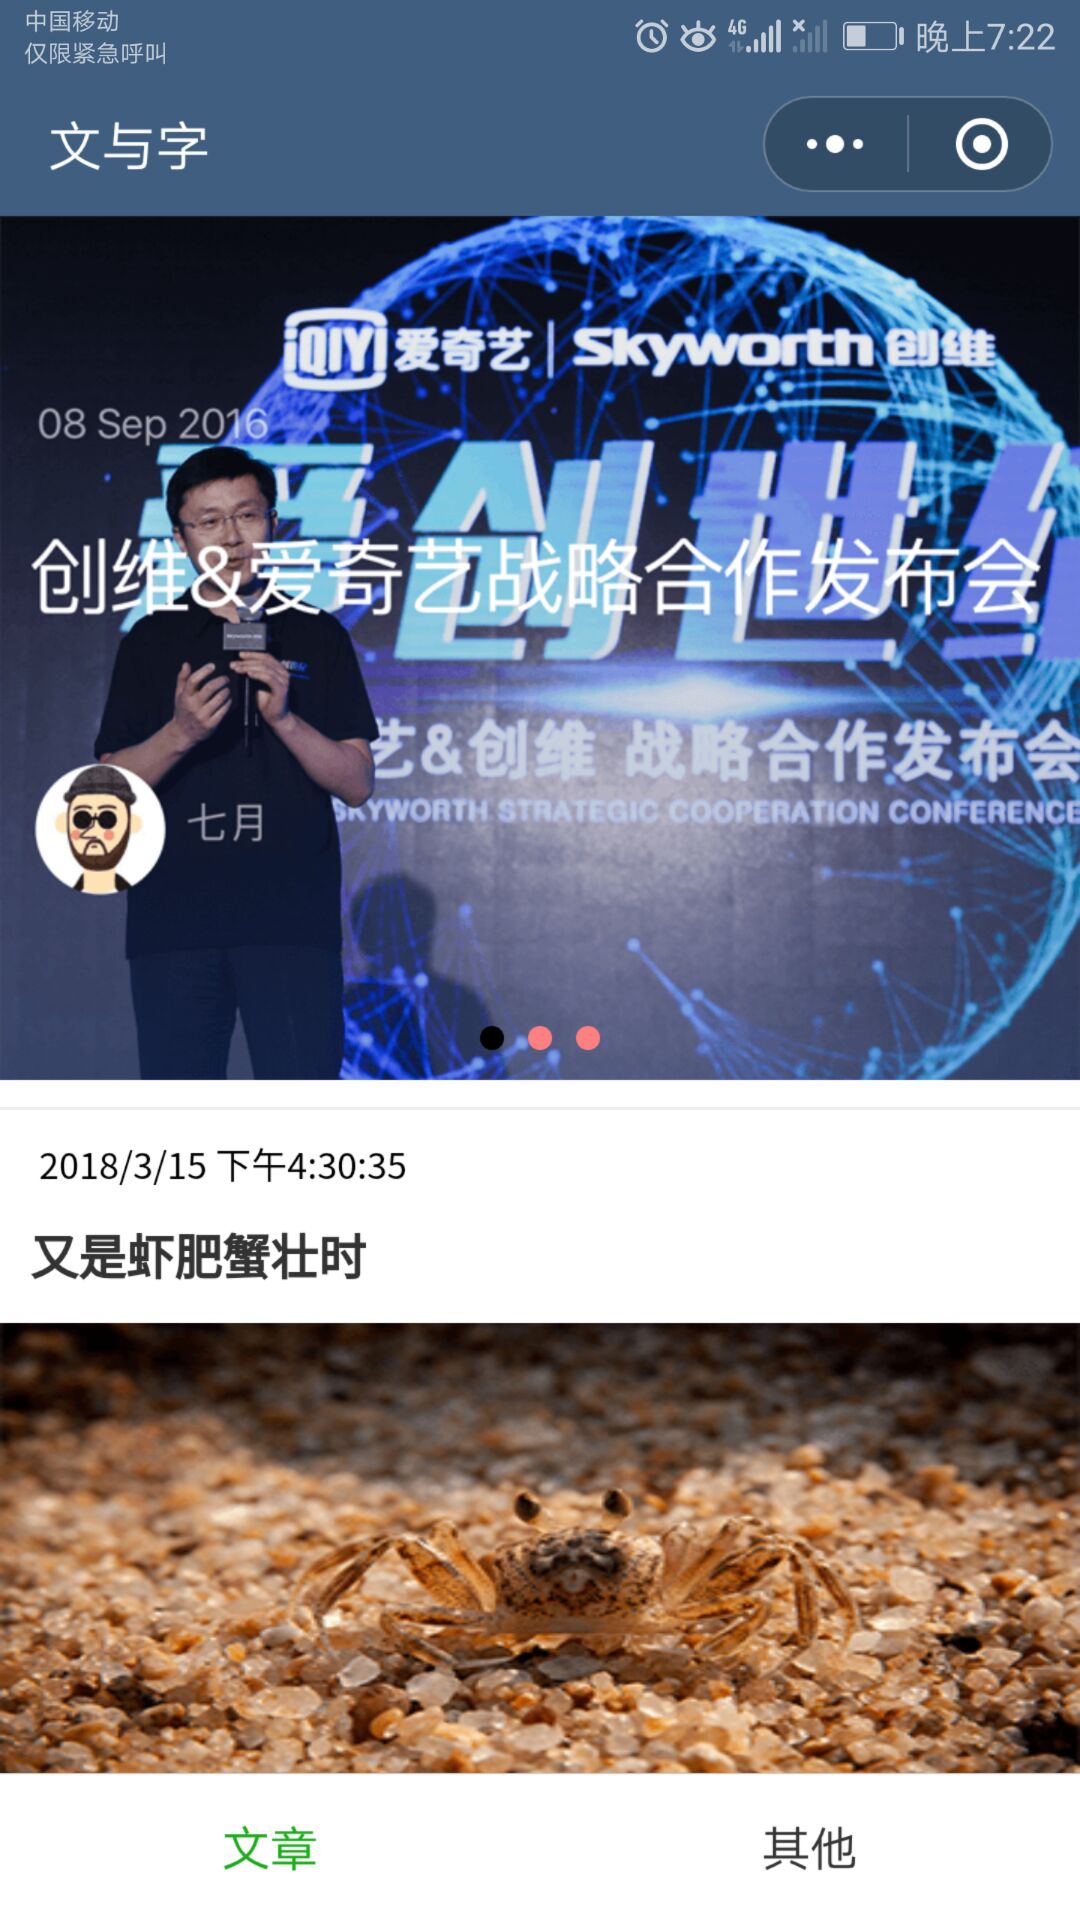 中国移动
仅限紧急呼叫
4G
晚上7:22
文与字
iQIYI 爱奇艺 | Skyworth 创维
08 Sep 2016
创世纪
创维&爱奇艺战略合作发布会
艺&创维 战略合作发布会
SKYWORTH STRATEGIC COOPERATION CONFERENCE
七月
2018/3/15 下午4:30:35
又是虾肥蟹壮时
文章
其他